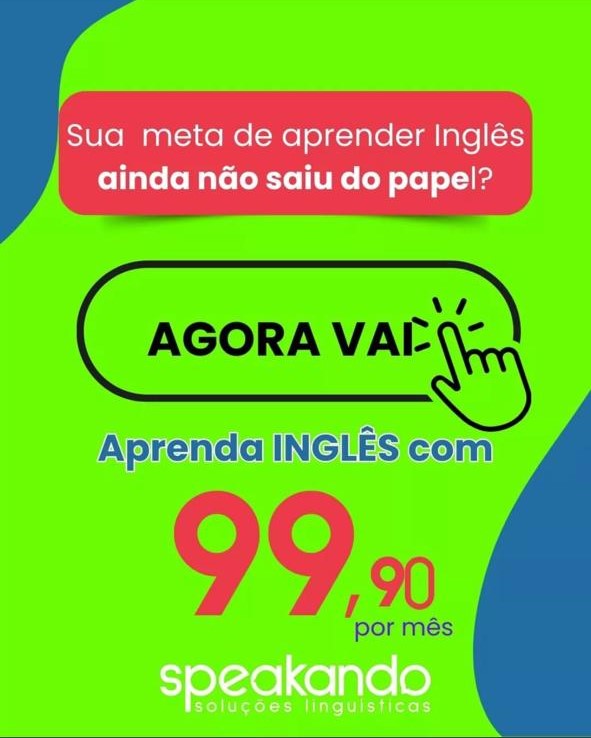 Sua meta de aprender Inglês
ainda não saiu do papel?
AGORA VAI
Aprenda INGLÊS com
99,90
por mês
speakando
soluções linguísticas